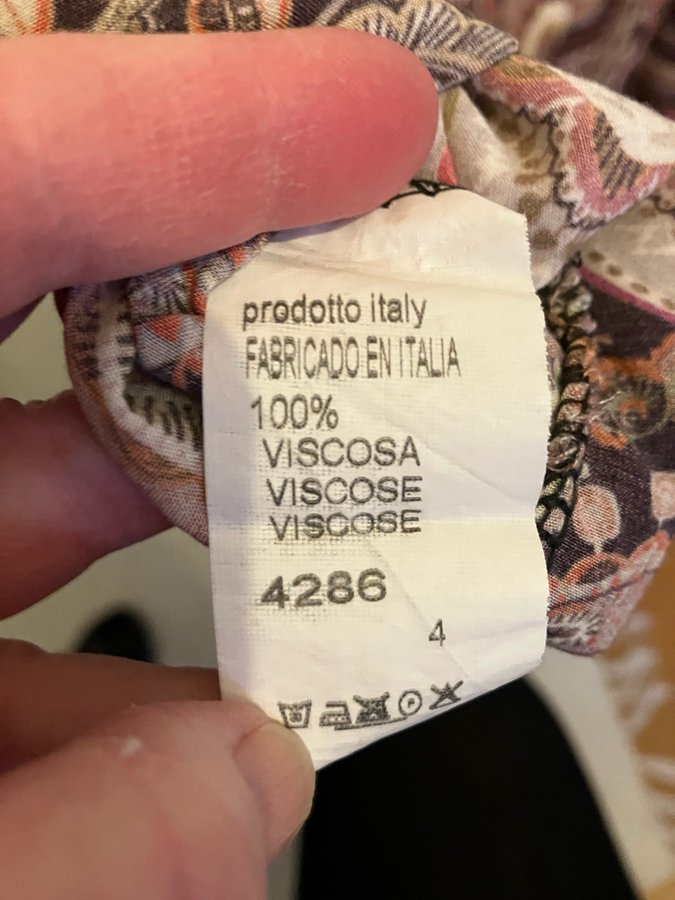 prodotto italy
FABRICADO EN ITALIA
100%
VISCOSA
VISCOSE
VISCOSE
4286
4
P